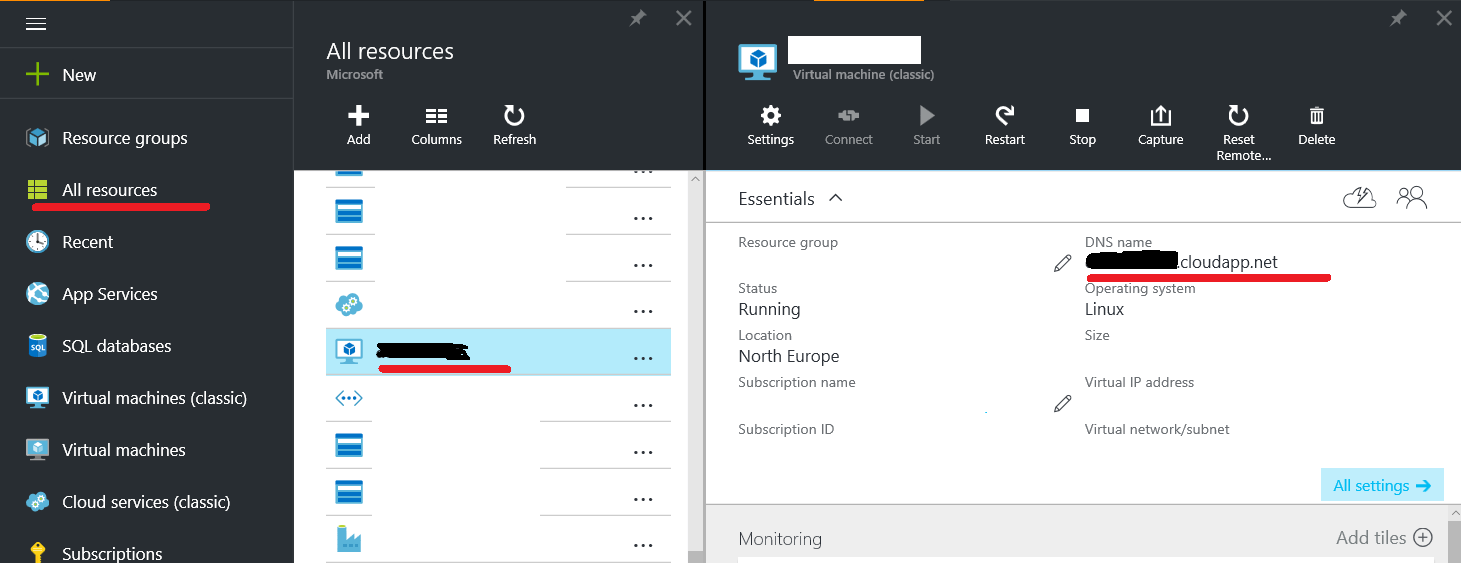 New
Resource groups
All resources
Recent
App Services
SQL databases
Virtual machines (classic)
Virtual machines
Cloud services (classic)
Subscriptions
All resources
Microsoft
Add
Columns
Refresh
Virtual machine (classic)
Settings
Connect
Start
Restart
Stop
Capture
Reset
Remote...
Delete
Essentials
Resource group
DNS name
.cloudapp.net
Status
Running
Operating system
Linux
Location
North Europe
Size
Subscription name
Virtual IP address
Subscription ID
Virtual network/subnet
All settings
Monitoring
Add tiles